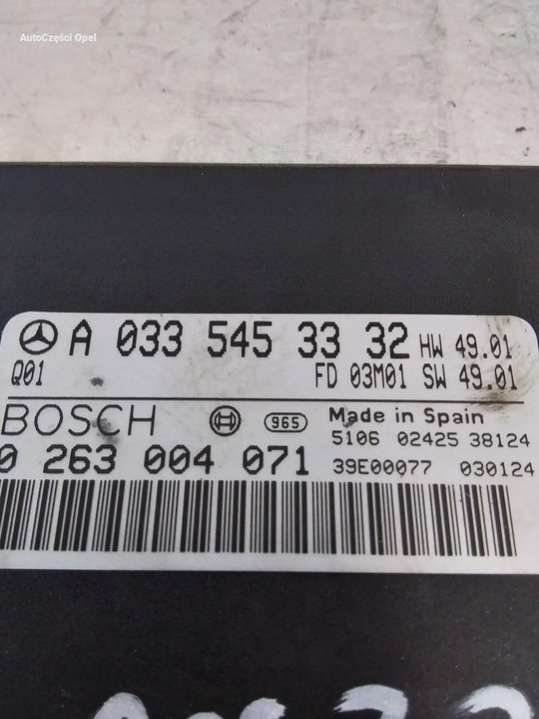 AutoCzęści Opel
A 033 545 33 32 HW 49.01
Q01 FD 03M01 SW 49.01
BOSCH 965 Made in Spain
5106 02425 38124
0 263 004 071 39E00077 030124